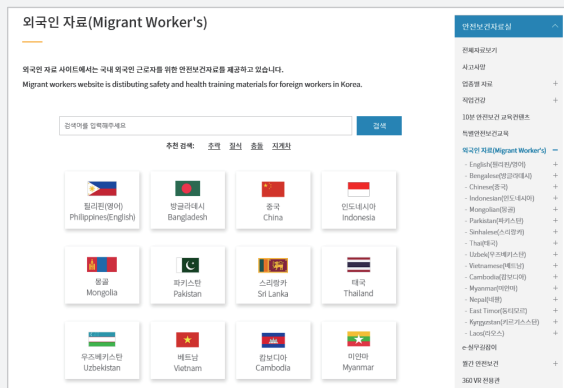 외국인 자료(Migrant Worker's)
외국인 자료 사이트에서는 국내 외국인 근로자를 위한 안전보건자료를 제공하고 있습니다.
Migrant workers website is distibuting safety and health training materials for foreign workers in Korea.
검색어를 입력해주세요
검색
추천 검색: 추락 질식 충돌 지게차
필리핀(영어)
Philippines(English)
방글라데시
Bangladesh
중국
China
인도네시아
Indonesia
몽골
Mongolia
파키스탄
Pakistan
스리랑카
Sri Lanka
태국
Thailand
우즈베키스탄
Uzbekistan
베트남
Vietnam
캄보디아
Cambodia
미얀마
Myanmar
안전보건자료실
전체자료보기
사고사망
업종별 자료 +
직업건강 +
10분 안전보건 교육컨텐츠
특별안전보건교육
외국인 자료(Migrant Worker's) −
- English(필리핀/영어) +
- Bengalese(방글라데시) +
- Chinese(중국) +
- Indonesian(인도네시아) +
- Mongolian(몽골) +
- Parkistan(파키스탄) +
- Sinhalese(스리랑카) +
- Thai(태국) +
- Uzbek(우즈베키스탄) +
- Vietnamese(베트남) +
- Cambodia(캄보디아) +
- Myanmar(미얀마) +
- Nepal(네팔) +
- East Timor(동티모르) +
- Kyrgyzstan(키르기스스탄) +
- Laos(라오스) +
e-실무길잡이
월간 안전보건 +
360 VR 전용관